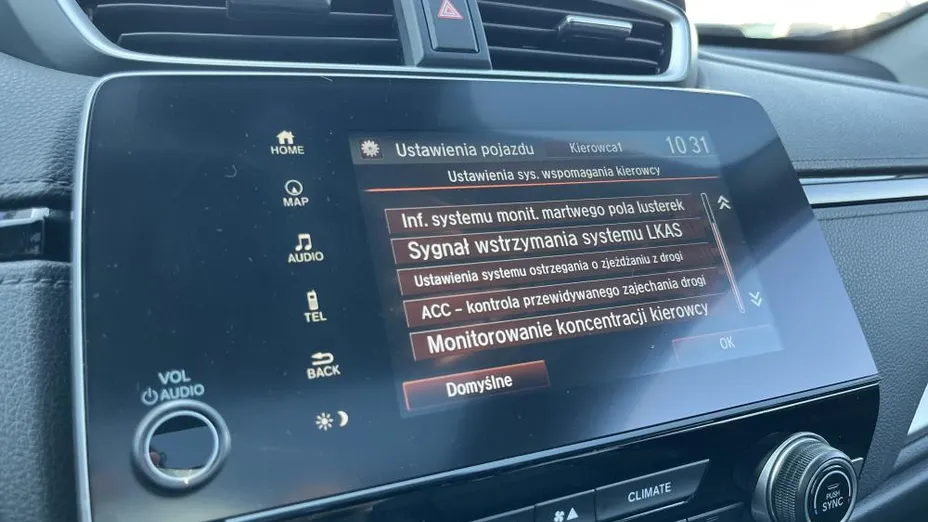 HOME
MAP
AUDIO
TEL
BACK
VOL
AUDIO
Ustawienia pojazdu
Kierowca1
10:31
Ustawienia sys. wspomagania kierowcy
Inf. systemu monit. martwego pola lusterek
Sygnał wstrzymania systemu LKAS
Ustawienia systemu ostrzegania o zjeżdżaniu z drogi
ACC - kontrola przewidywanego zajechania drogi
Monitorowanie koncentracji kierowcy
Domyślne
OK
CLIMATE
PUSH
SYNC